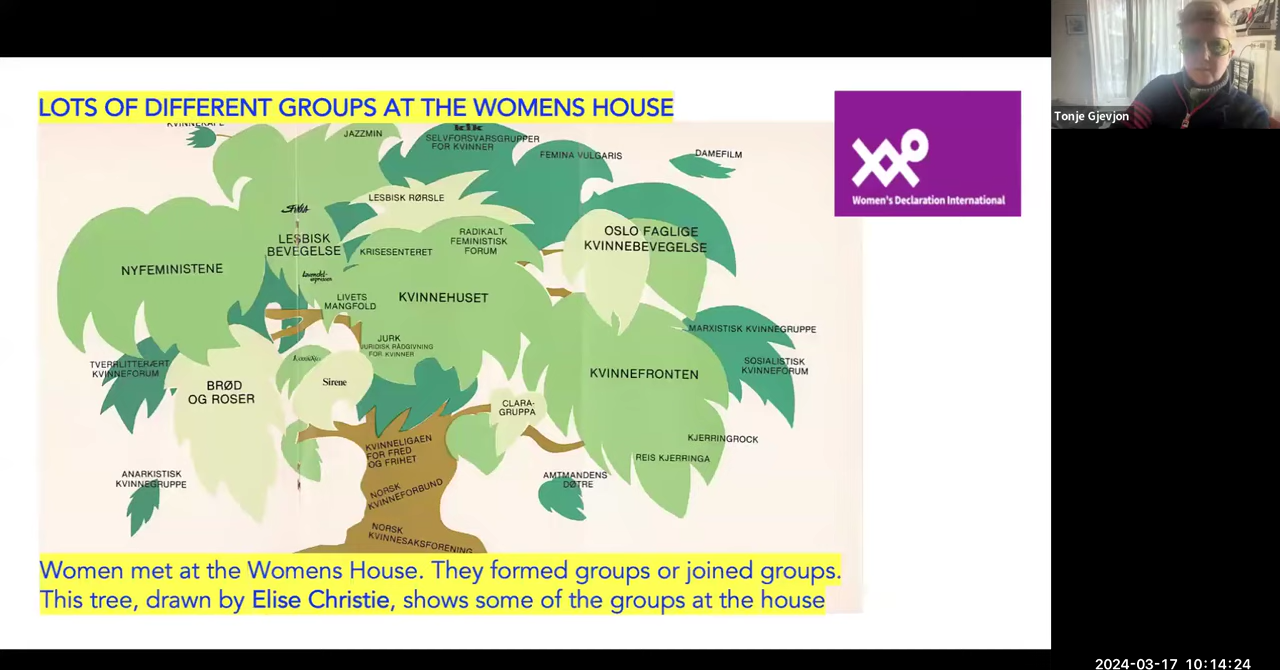 LOTS OF DIFFERENT GROUPS AT THE WOMENS HOUSE
Women's Declaration International
Tonje Gjevjon
KVINNEKAFE
JAZZMIN
SELVFORSVARSGRUPPER
FOR KVINNER
FEMINA VULGARIS
DAMEFILM
LESBISK RØRSLE
LESBISK
BEVEGELSE
KRISESENTERET
RADIKALT
FEMINISTISK
FORUM
OSLO FAGLIGE
KVINNEBEVEGELSE
NYFEMINISTENE
LIVETS
MANGFOLD
KVINNEHUSET
JURK
JURIDISK RÅDGIVNING
FOR KVINNER
MARXISTISK KVINNEGRUPPE
SOSIALISTISK
KVINNEFORUM
TVERRLITTERÆRT
KVINNEFORUM
BRØD
OG ROSER
Sirene
KVINNEFRONTEN
CLARA-
GRUPPA
KJERRINGROCK
REIS KJERRINGA
KVINNELIGAEN
FOR FRED
OG FRIHET
ANARKISTISK
KVINNEGRUPPE
AMTMANDENS
DØTRE
NORSK
KVINNEFORBUND
NORSK
KVINNESAKSFORENING
Women met at the Womens House. They formed groups or joined groups.
This tree, drawn by Elise Christie, shows some of the groups at the house
2024-03-17 10:14:24